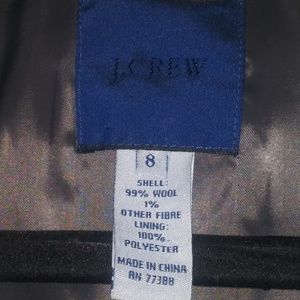 J.CREW
8
SHELL:
99% WOOL
1%
OTHER FIBRE
LINING:
100%
POLYESTER
MADE IN CHINA
RN 77388